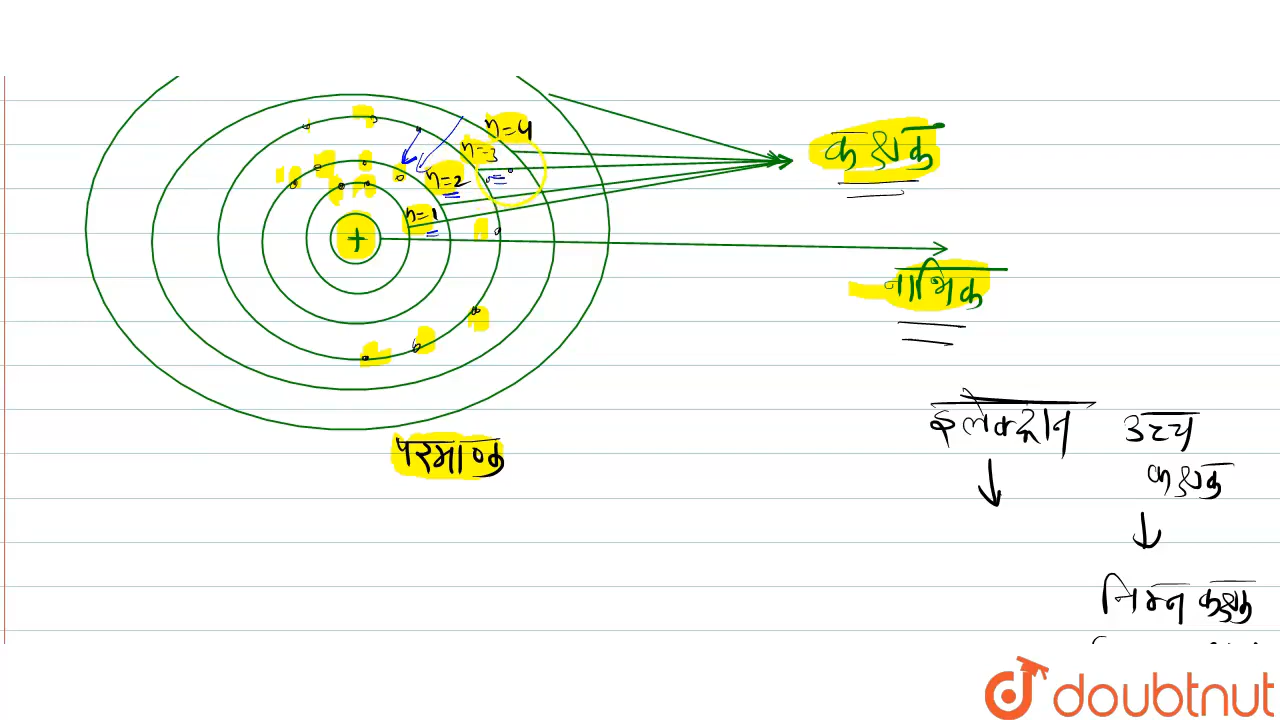 n=4
n=3
n=2
n=1
+
कक्षक
नाभिक
परमाणु
इलेक्ट्रॉन उच्च
कक्षक
निम्न कक्षक
doubtnut